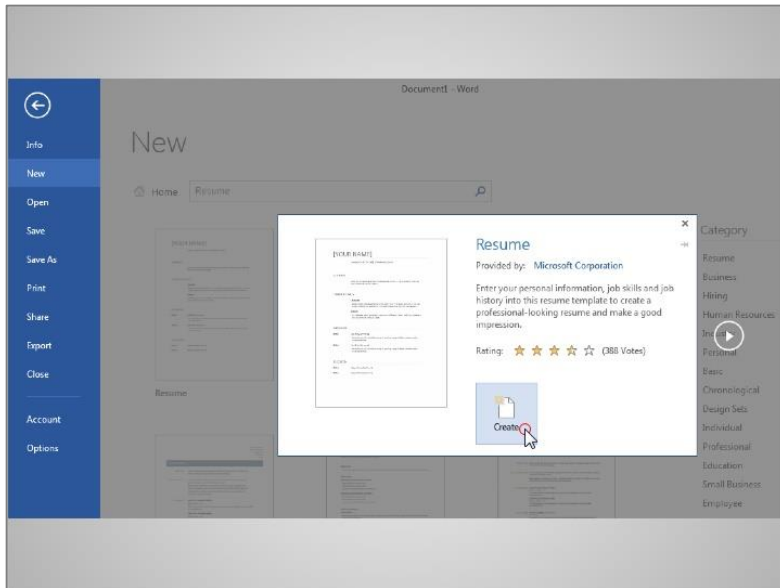 Document1 - Word
Info
New
Open
Save
Save As
Print
Share
Export
Close
Account
Options
New
Home
Resume
Resume
[YOUR NAME]
Resume
Provided by: Microsoft Corporation
Enter your personal information, job skills and job
history into this resume template to create a
professional-looking resume and make a good
impression.
Rating:
(388 Votes)
Create
Category
Resume
Business
Hiring
Human Resources
Personal
Basic
Chronological
Design Sets
Individual
Professional
Education
Small Business
Employee